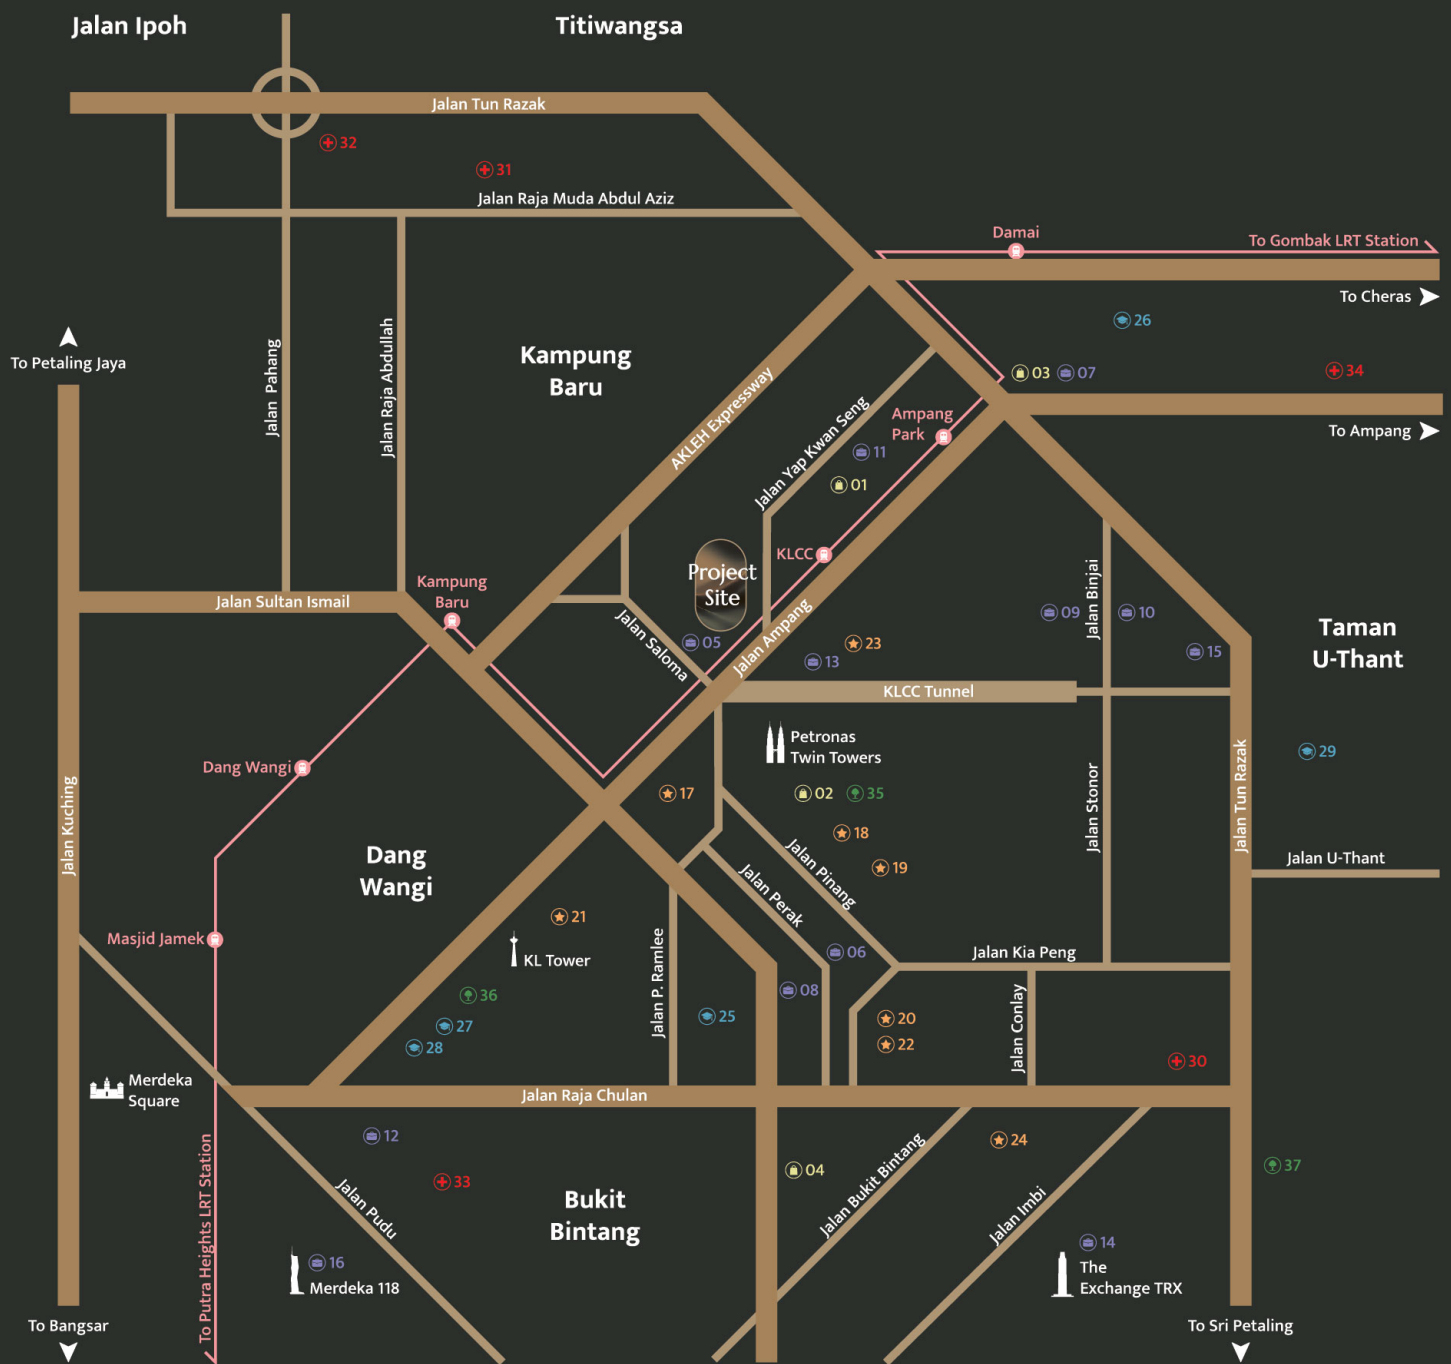 Jalan Ipoh
Titiwangsa
Jalan Tun Razak
32
31
Jalan Raja Muda Abdul Aziz
Damai
To Gombak LRT Station
To Cheras
26
To Petaling Jaya
Jalan Pahang
Jalan Raja Abdullah
Kampung
Baru
AKLEH Expressway
03
07
34
Jalan Yap Kwan Seng
Ampang
Park
To Ampang
11
01
KLCC
Project
Site
Kampung
Baru
Jalan Sultan Ismail
Jalan Saloma
05
Jalan Ampang
13
23
09
Jalan Binjai
10
15
Taman
U-Thant
KLCC Tunnel
Petronas
Twin Towers
29
Dang Wangi
17
02
35
Jalan Kuching
18
Jalan Stonor
Jalan Tun Razak
Dang
Wangi
Jalan Pinang
19
Jalan U-Thant
Jalan Perak
21
Masjid Jamek
KL Tower
Jalan P. Ramlee
06
Jalan Kia Peng
36
08
27
28
25
20
22
Jalan Conlay
30
Merdeka
Square
Jalan Raja Chulan
12
24
33
04
Jalan Bukit Bintang
37
Jalan Pudu
Bukit
Bintang
Jalan Imbi
To Putra Heights LRT Station
16
Merdeka 118
14
The
Exchange TRX
To Bangsar
To Sri Petaling